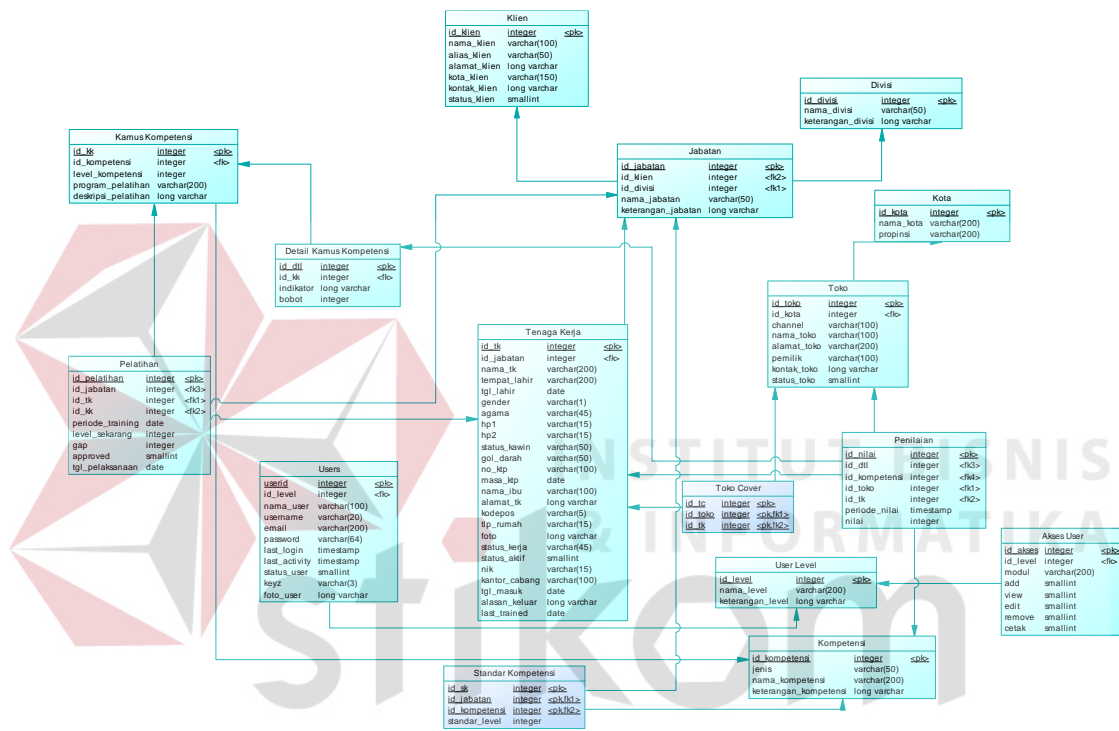 Klien
id_klien integer <pk>
nama_klien varchar(100)
alias_klien varchar(50)
alamat_klien long varchar
kota_klien varchar(150)
kontak_klien long varchar
status_klien smallint
Divisi
id_divisi integer <pk>
nama_divisi varchar(50)
keterangan_divisi long varchar
Kamus Kompetensi
id_kk integer <pk>
id_kompetensi integer <fk>
level_kompetensi integer
program_pelatihan varchar(200)
deskripsi_pelatihan long varchar
Jabatan
id_jabatan integer <pk>
id_klien integer <fk2>
id_divisi integer <fk1>
nama_jabatan varchar(50)
keterangan_jabatan long varchar
Kota
id_kota integer <pk>
nama_kota varchar(200)
propinsi varchar(200)
Detail Kamus Kompetensi
id_dtl integer <pk>
id_kk integer <fk>
indikator long varchar
bobot integer
Toko
id_toko integer <pk>
id_kota integer <fk>
channel varchar(100)
nama_toko varchar(100)
alamat_toko varchar(200)
pemilik varchar(100)
kontak_toko long varchar
status_toko smallint
Tenaga Kerja
id_tk integer <pk>
id_jabatan integer <fk>
nama_tk varchar(200)
tempat_lahir varchar(200)
tgl_lahir date
gender varchar(1)
agama varchar(45)
hp1 varchar(15)
hp2 varchar(15)
status_kawin varchar(50)
gol_darah varchar(50)
no_ktp varchar(100)
masa_ktp date
nama_ibu varchar(100)
alamat_tk long varchar
kodepos varchar(5)
tlp_rumah varchar(15)
foto long varchar
status_kerja varchar(45)
status_aktif smallint
nik varchar(15)
kantor_cabang varchar(100)
tgl_masuk date
alasan_keluar long varchar
last_trained date
Pelatihan
id_pelatihan integer <pk>
id_jabatan integer <fk3>
id_tk integer <fk1>
id_kk integer <fk2>
periode_training date
level_sekarang integer
gap integer
approved smallint
tgl_pelaksanaan date
Users
userid integer <pk>
id_level integer <fk>
nama_user varchar(100)
username varchar(20)
email varchar(200)
password varchar(64)
last_login timestamp
last_activity timestamp
status_user smallint
keyz varchar(3)
foto_user long varchar
Penilaian
id_nilai integer <pk>
id_dtl integer <fk3>
id_kompetensi integer <fk4>
id_toko integer <fk1>
id_tk integer <fk2>
periode_nilai timestamp
nilai integer
Toko Cover
id_tc integer <pk>
id_toko integer <pk,fk1>
id_tk integer <pk,fk2>
Akses User
id_akses integer <pk>
id_level integer <fk>
modul varchar(200)
add smallint
view smallint
edit smallint
remove smallint
cetak smallint
User Level
id_level integer <pk>
nama_level varchar(200)
keterangan_level long varchar
Kompetensi
id_kompetensi integer <pk>
jenis varchar(50)
nama_kompetensi varchar(200)
keterangan_kompetensi long varchar
Standar Kompetensi
id_sk integer <pk>
id_jabatan integer <pk,fk1>
id_kompetensi integer <pk,fk2>
standar_level integer
INSTITUT BISNIS
& INFORMATIKA
stikom